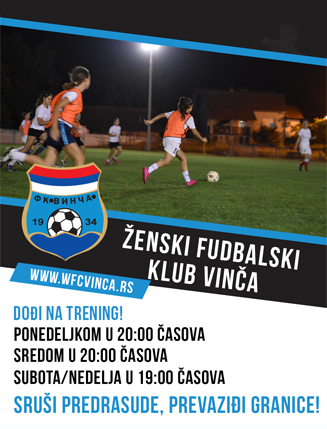 ФК ВИНЧА
19 34
ŽENSKI FUDBALSKI
KLUB VINČA
WWW.WFCVINCA.RS
DOĐI NA TRENING!
PONEDELJKOM U 20:00 ČASOVA
SREDOM U 20:00 ČASOVA
SUBOTA/NEDELJA U 19:00 ČASOVA
SRUŠI PREDRASUDE, PREVAZIĐI GRANICE!